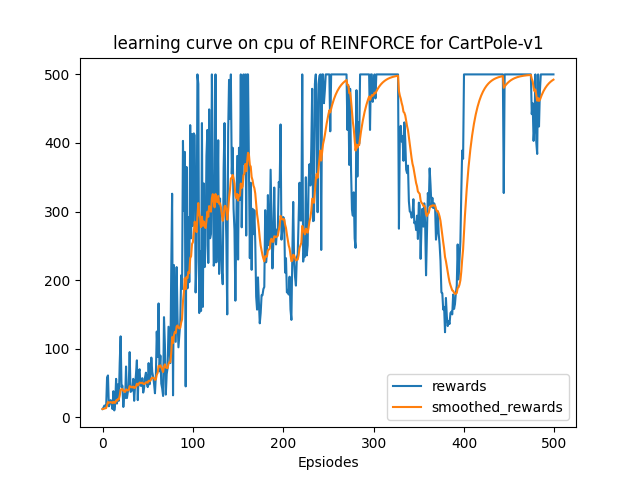 learning curve on cpu of REINFORCE for CartPole-v1
500
400
300
200
100
0
0 100 200 300 400 500
Epsiodes
rewards
smoothed_rewards